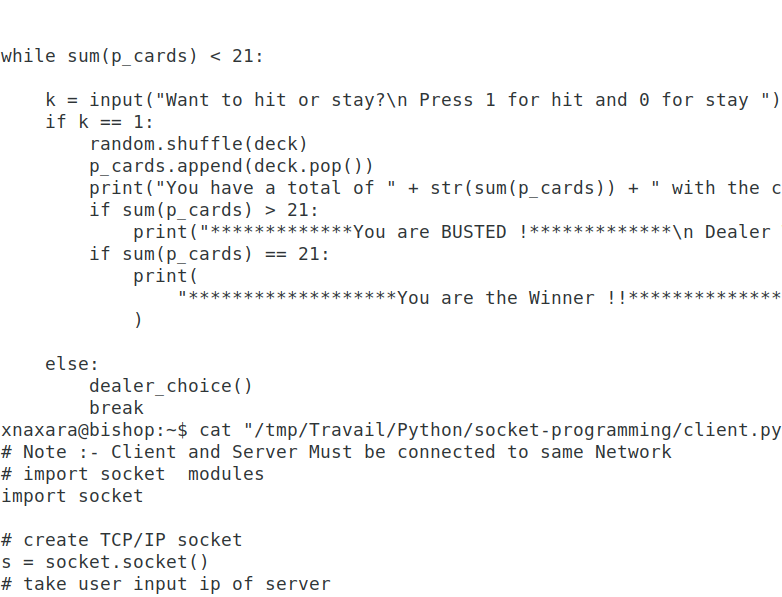 while sum(p_cards) < 21:

    k = input("Want to hit or stay?\n Press 1 for hit and 0 for stay ")
    if k == 1:
        random.shuffle(deck)
        p_cards.append(deck.pop())
        print("You have a total of " + str(sum(p_cards)) + " with the c
        if sum(p_cards) > 21:
            print("*************You are BUSTED !*************\n Dealer
        if sum(p_cards) == 21:
            print(
                "*******************You are the Winner !!**************
            )

    else:
        dealer_choice()
        break
xnaxara@bishop:~$ cat "/tmp/Travail/Python/socket-programming/client.py
# Note :- Client and Server Must be connected to same Network
# import socket  modules
import socket

# create TCP/IP socket
s = socket.socket()
# take user input ip of server